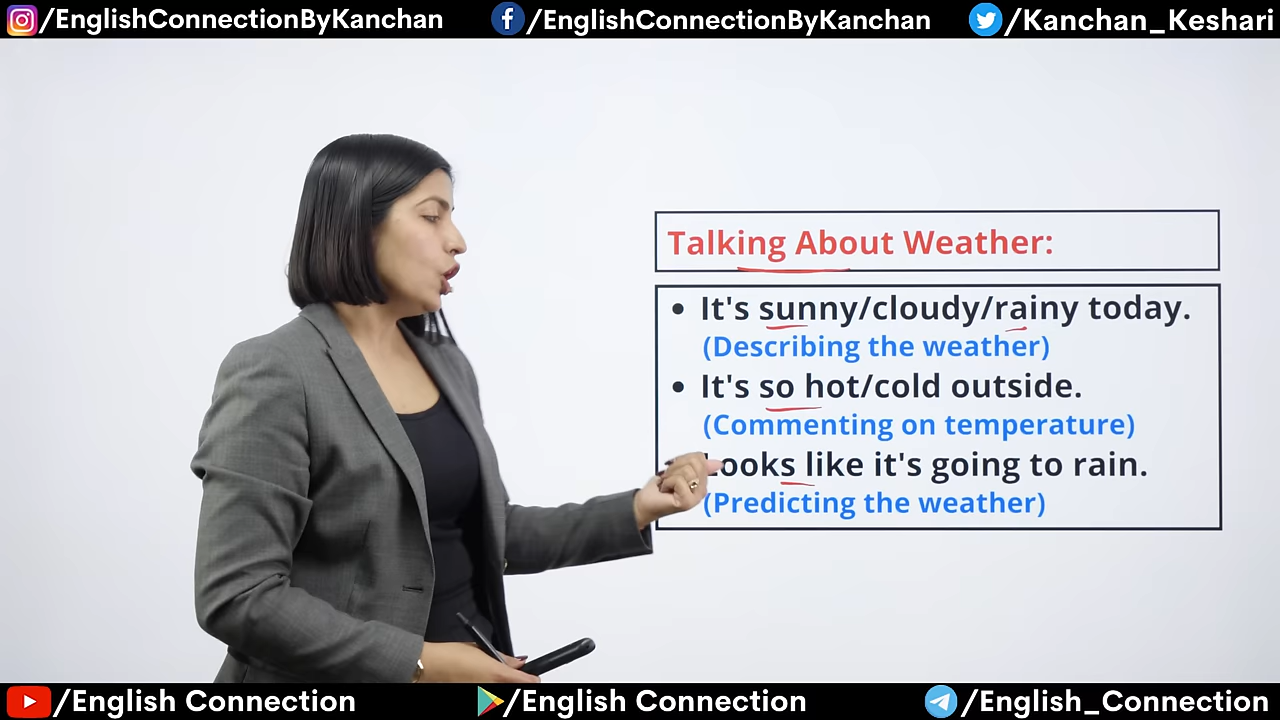 /EnglishConnectionByKanchan /EnglishConnectionByKanchan /Kanchan_Keshari
Talking About Weather:
• It's sunny/cloudy/rainy today.
(Describing the weather)
• It's so hot/cold outside.
(Commenting on temperature)
Looks like it's going to rain.
(Predicting the weather)
/English Connection /English Connection /English_Connection